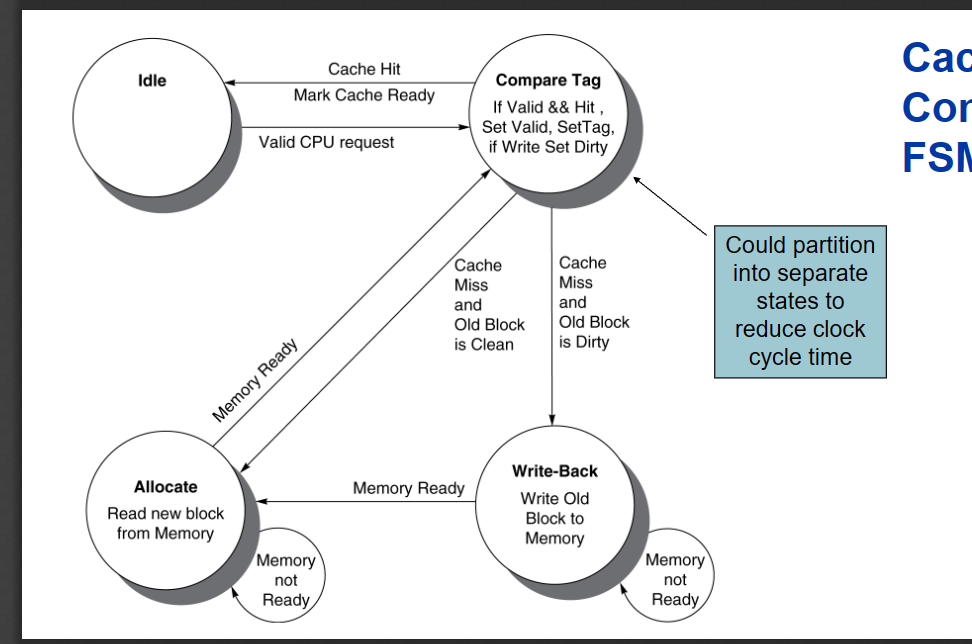 Idle
Cache Hit
Mark Cache Ready
Valid CPU request
Compare Tag
If Valid && Hit ,
Set Valid, SetTag,
if Write Set Dirty
Cac
Con
FSM
Could partition
into separate
states to
reduce clock
cycle time
Cache
Miss
and
Old Block
is Clean
Cache
Miss
and
Old Block
is Dirty
Memory Ready
Allocate
Read new block
from Memory
Memory
not
Ready
Memory Ready
Write-Back
Write Old
Block to
Memory
Memory
not
Ready